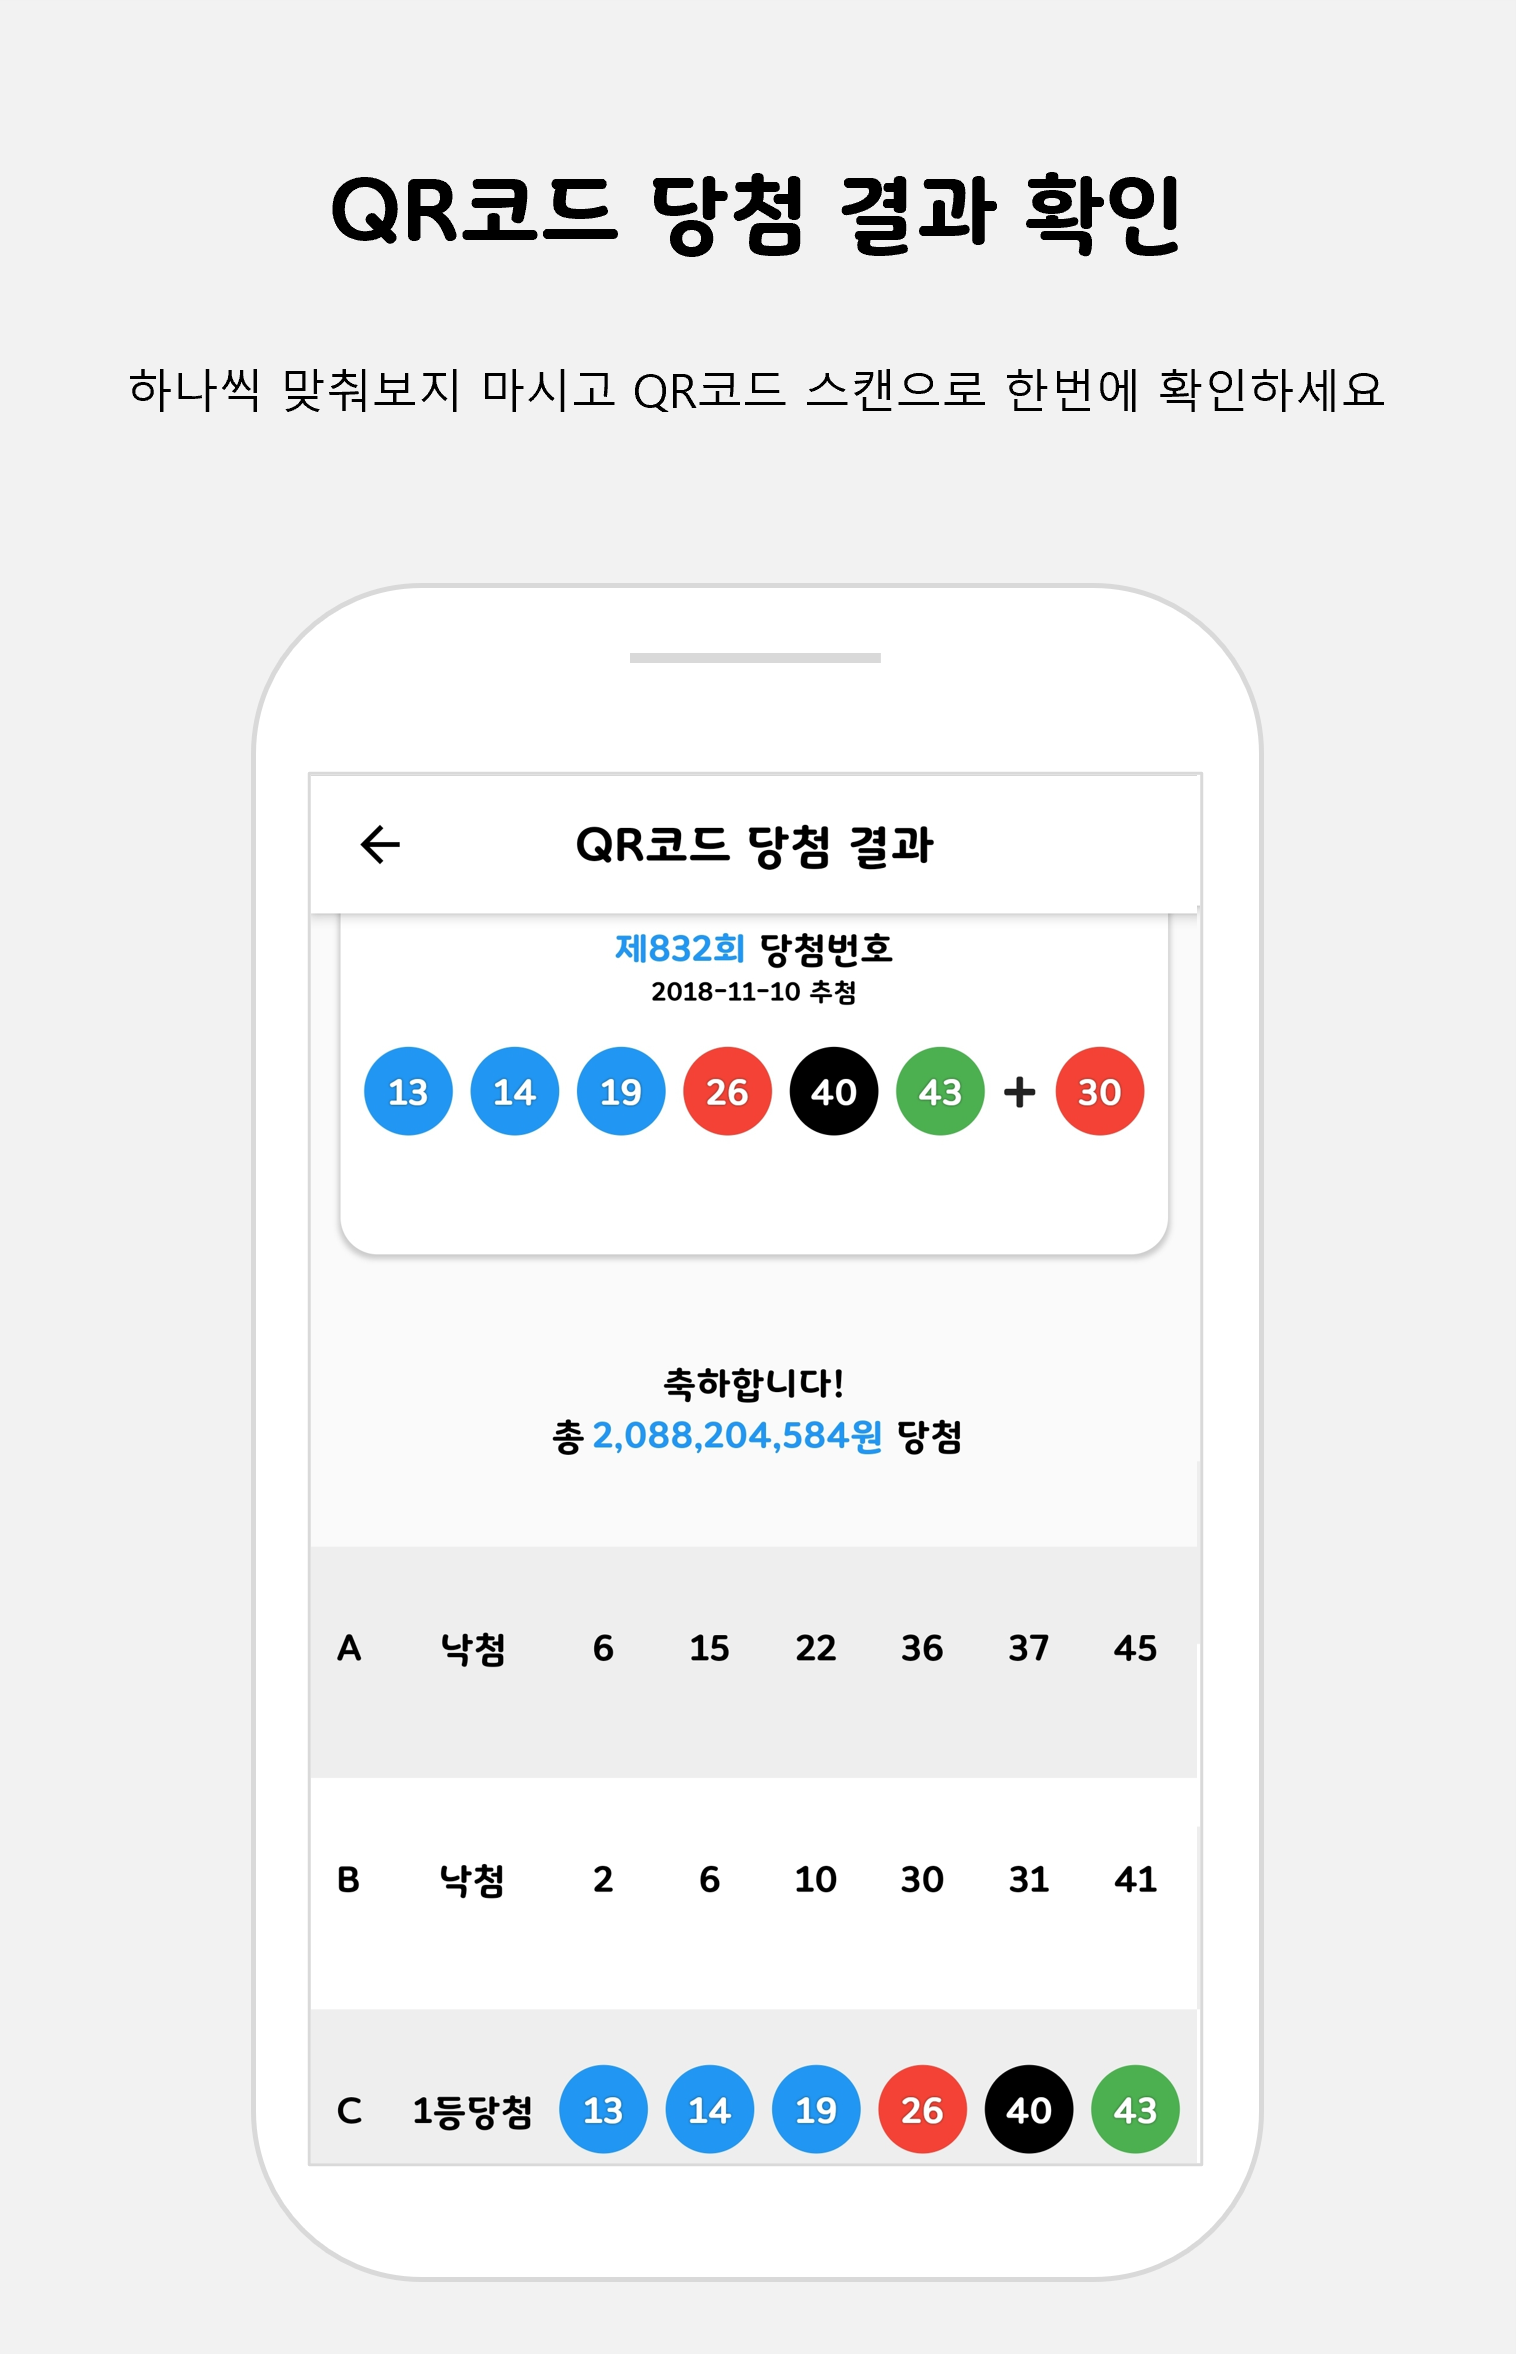 QR코드 당첨 결과 확인
하나씩 맞춰보지 마시고 QR코드 스캔으로 한번에 확인하세요
QR코드 당첨 결과
제832회 당첨번호
2018-11-10 추첨
13 14 19 26 40 43 + 30
축하합니다!
총 2,088,204,584원 당첨
A 낙첨 6 15 22 36 37 45
B 낙첨 2 6 10 30 31 41
C 1등당첨 13 14 19 26 40 43